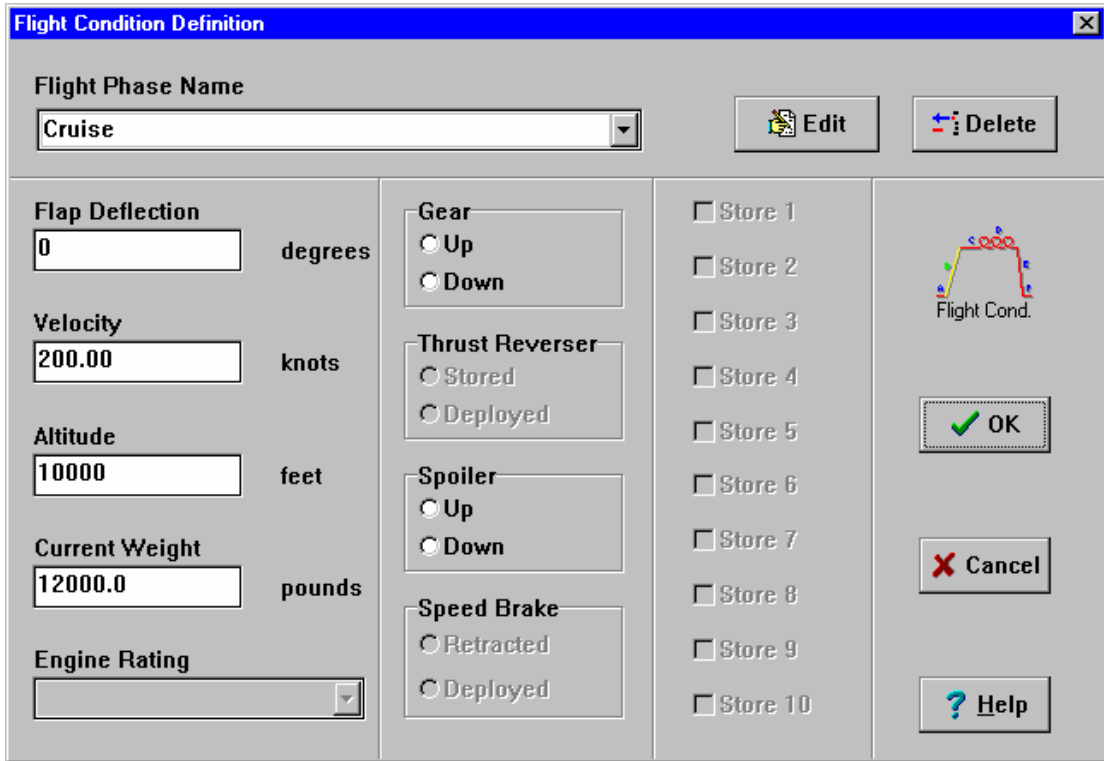 Flight Condition Definition
Flight Phase Name
Cruise
Edit
Delete
Flap Deflection
0
degrees
Velocity
200.00
knots
Altitude
10000
feet
Current Weight
12000.0
pounds
Engine Rating
Gear
Up
Down
Thrust Reverser
Stored
Deployed
Spoiler
Up
Down
Speed Brake
Retracted
Deployed
Store 1
Store 2
Store 3
Store 4
Store 5
Store 6
Store 7
Store 8
Store 9
Store 10
Flight Cond.
OK
Cancel
Help